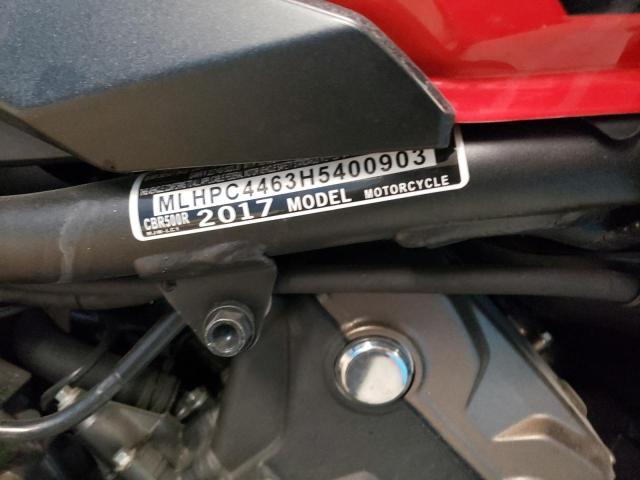 MLHPC4463H5400903
CBR500R 2017 MODEL MOTORCYCLE